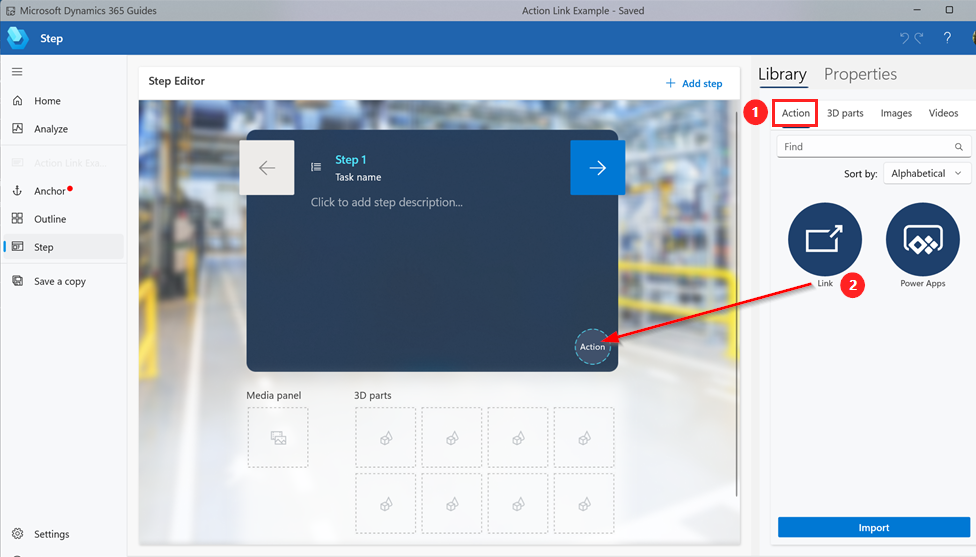 Microsoft Dynamics 365 Guides
Action Link Example - Saved
Step
?
Home
Analyze
Action Link Exa...
Anchor
Outline
Step
Save a copy
Settings
Step Editor
+ Add step
Step 1
Task name
Click to add step description...
Action
Media panel
3D parts
Library
Properties
1
Action
3D parts
Images
Videos
Find
Sort by:
Alphabetical
Link
2
Power Apps
Import